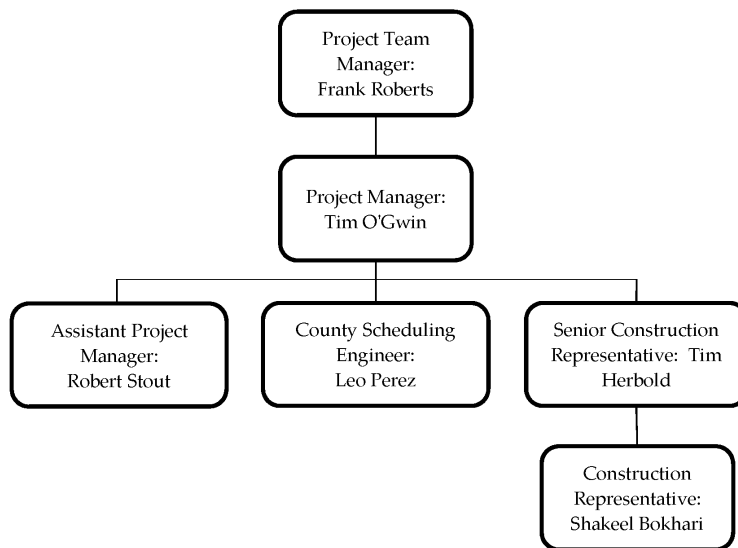 Project Team
Manager:
Frank Roberts
Project Manager:
Tim O'Gwin
Assistant Project
Manager:
Robert Stout
County Scheduling
Engineer:
Leo Perez
Senior Construction
Representative:  Tim
Herbold
Construction
Representative:
Shakeel Bokhari